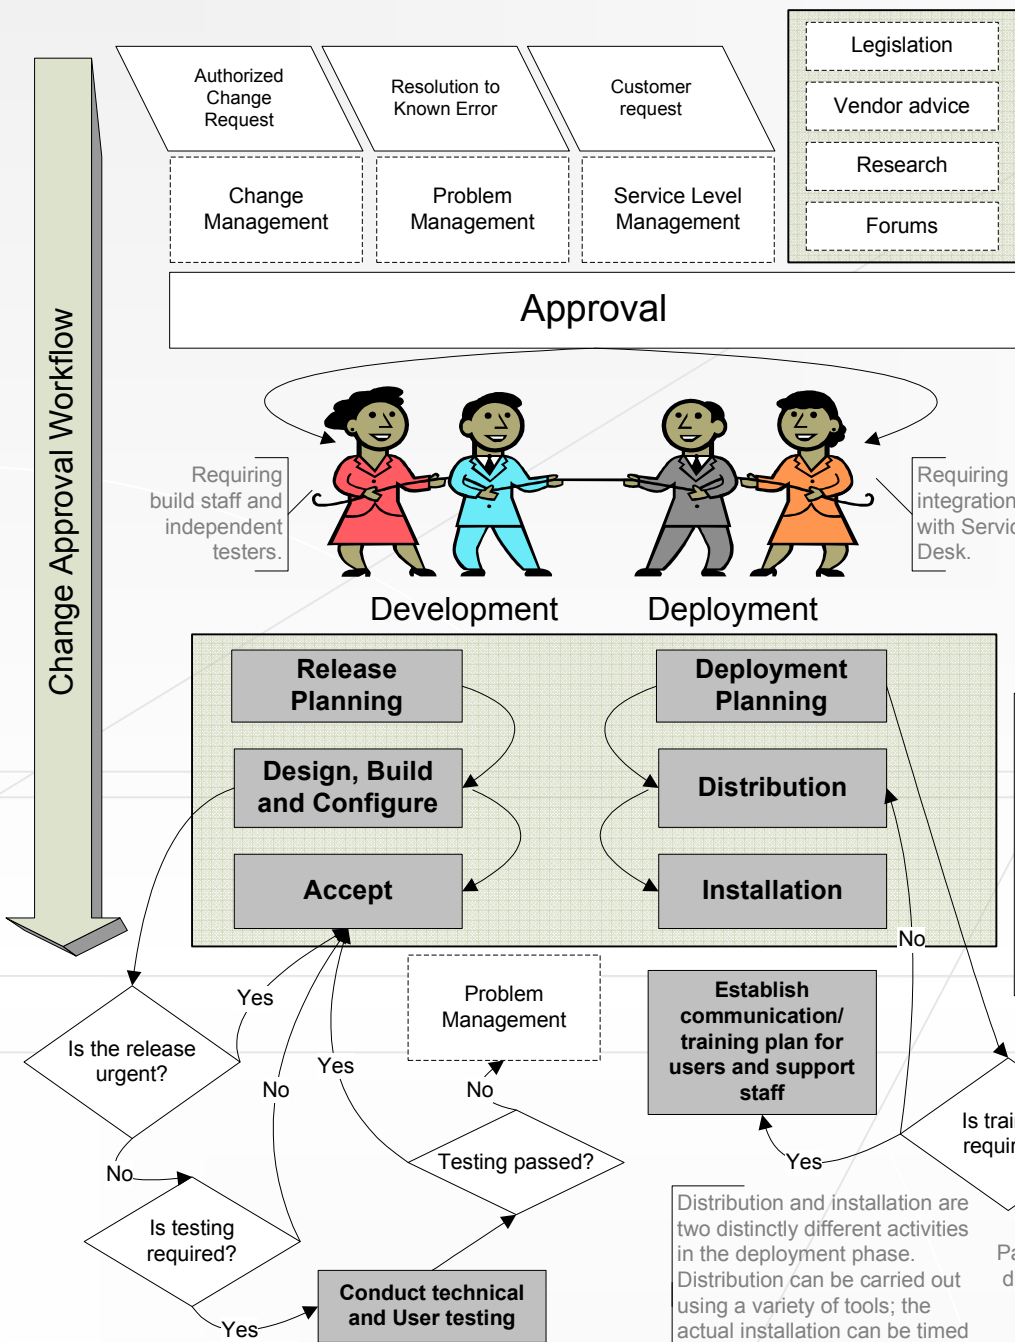 Authorized
Change
Request
Resolution to
Known Error
Customer
request
Legislation
Vendor advice
Research
Forums
Change
Management
Problem
Management
Service Level
Management
Approval
Change Approval Workflow
Requiring
build staff and
independent
testers.
Requiring
integration
with
Desk.
Development
Deployment
Release
Planning
Deployment
Planning
Design, Build
and Configure
Distribution
Accept
Installation
No
Problem
Management
Establish
communication/
training plan for
users and support
staff
Yes
Is the release
urgent?
Yes
No
No
Testing passed?
Is
Yes
No
Is testing
required?
Distribution and installation are
two distinctly different activities
in the deployment phase.
Distribution can be carried out
using a variety of tools; the
actual installation can be timed
Conduct technical
and User testing
Yes